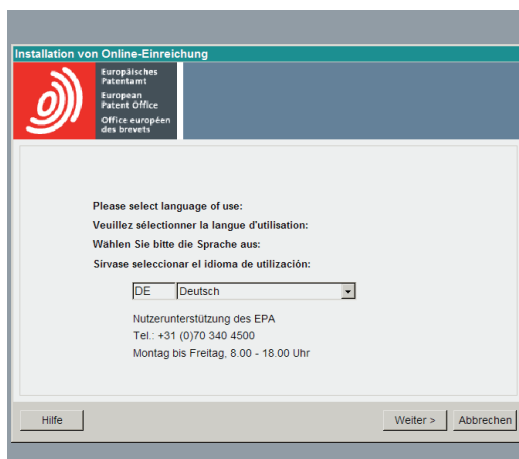 Installation von Online-Einreichung
Europäisches
Patentamt
European
Patent Office
Office européen
des brevets
Please select language of use:
Veuillez sélectionner la langue d'utilisation:
Wählen Sie bitte die Sprache aus:
Sírvase seleccionar el idioma de utilización:
DE Deutsch
Nutzerunterstützung des EPA
Tel.: +31 (0)70 340 4500
Montag bis Freitag, 8.00 - 18.00 Uhr
Hilfe Weiter > Abbrechen